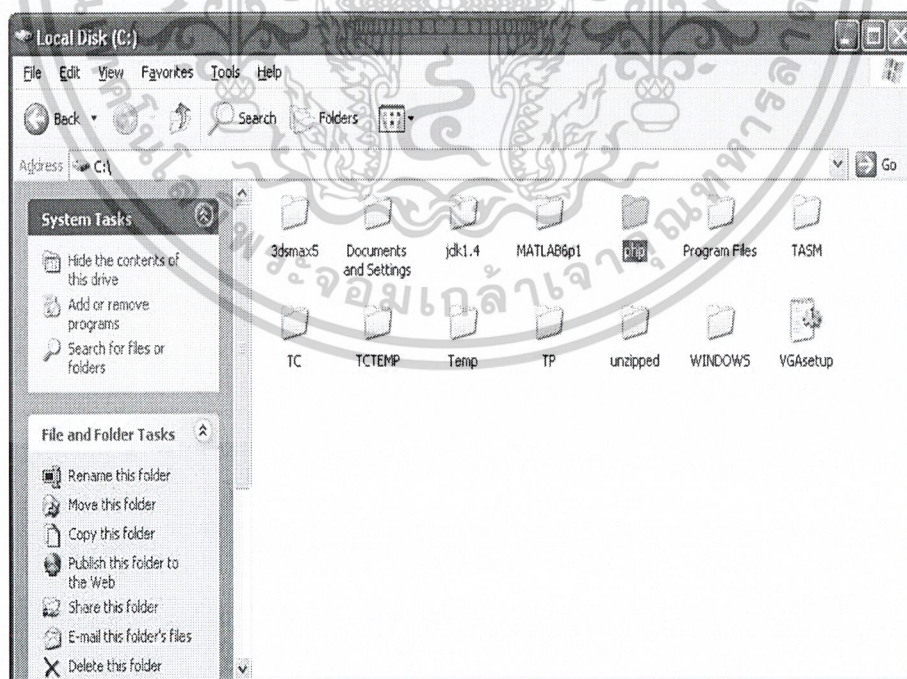 Local Disk (C:)
File Edit View Favorites Tools Help
Back Search Folders
Address C:\ Go
System Tasks
Hide the contents of
this drive
Add or remove
programs
Search for files or
folders
File and Folder Tasks
Rename this folder
Move this folder
Copy this folder
Publish this folder to
the Web
Share this folder
E-mail this folder's files
Delete this folder
3dsmax5 Documents and Settings jdk1.4 MATLAB6p1 php Program Files TASM
TC TCTEMP Temp TP unzipped WINDOWS VGAsetup